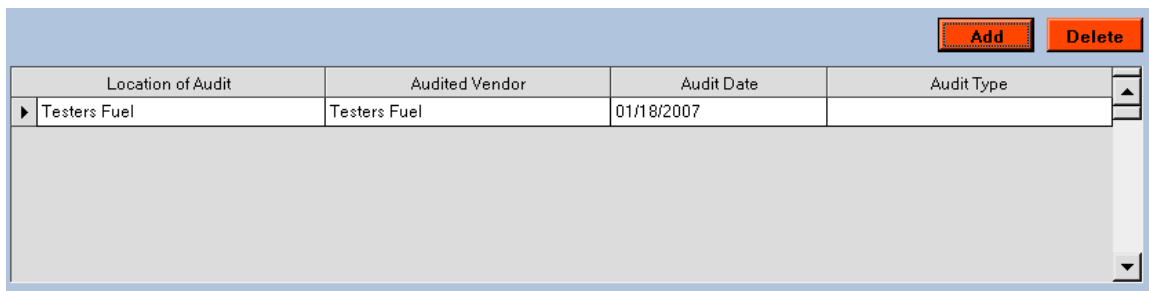 Add Delete
Location of Audit Audited Vendor Audit Date Audit Type
Testers Fuel Testers Fuel 01/18/2007